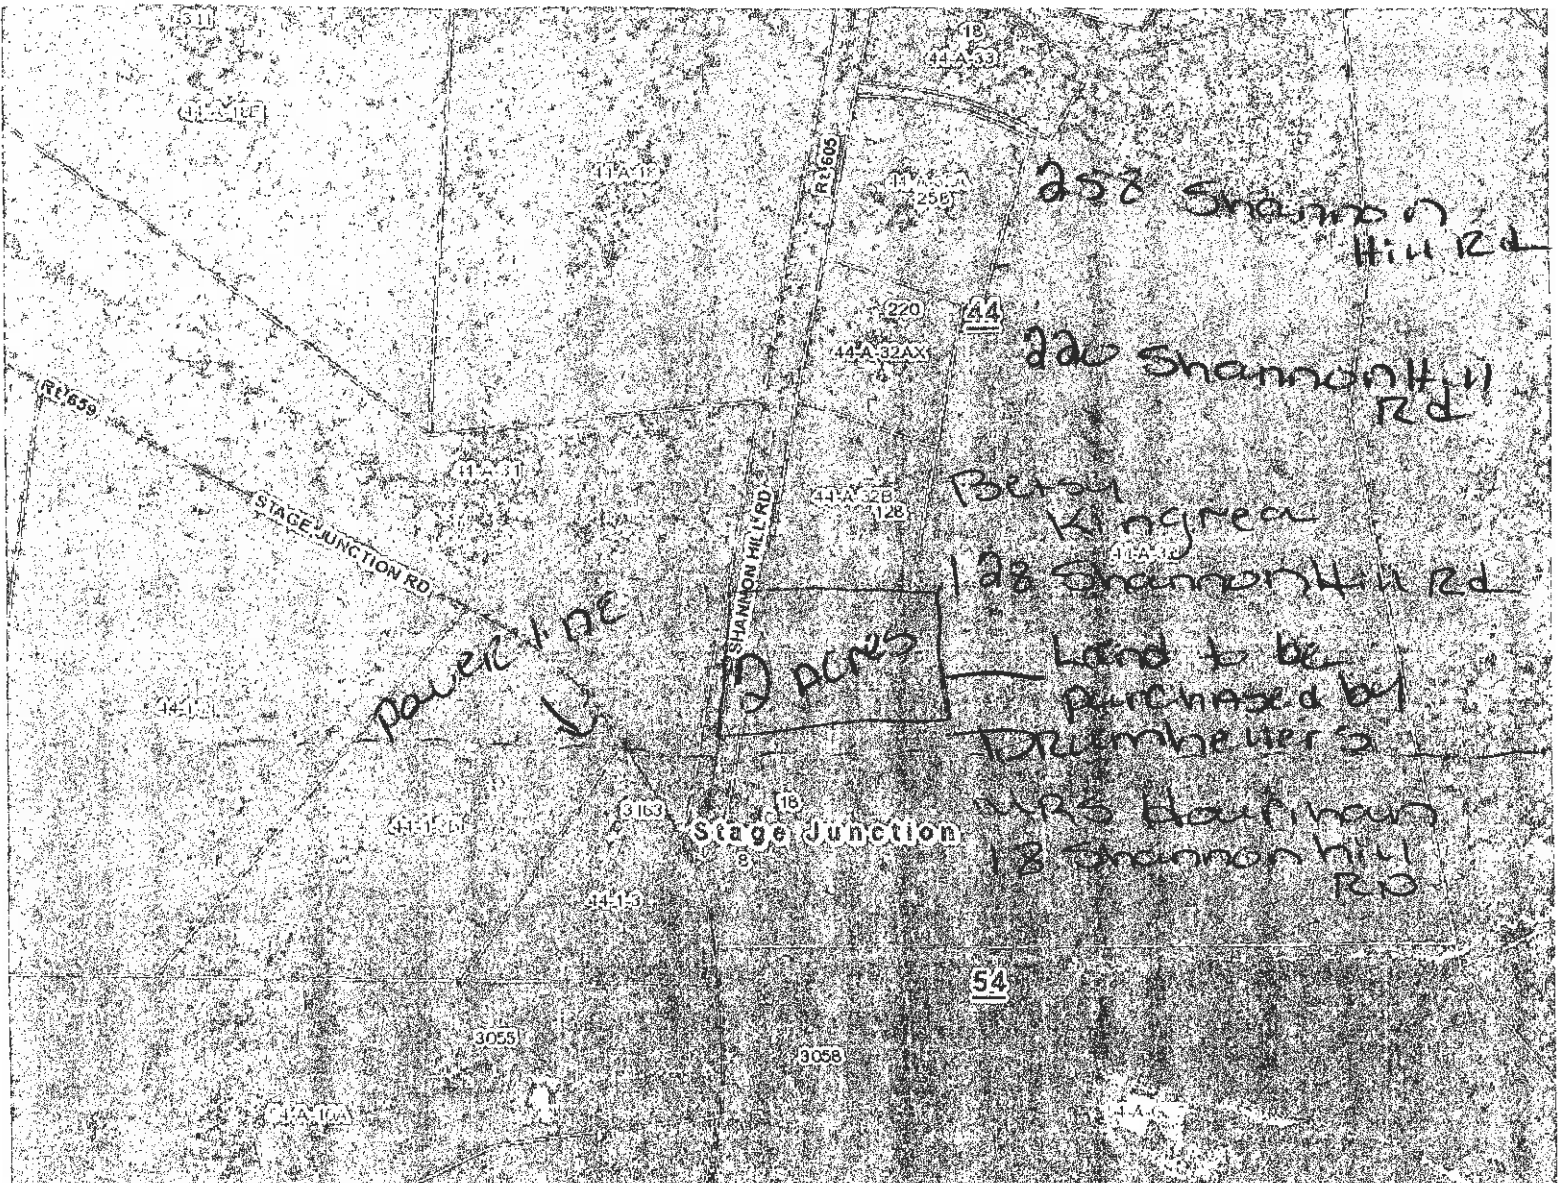 311
18
44-A-33
Rt 605
258 Shannon
Hill Rd
220
44
44-A-32AX
220 Shannon Hill
Rd
Rt 659
STAGE JUNCTION RD
44-A-31
44-A-32B
128
SHANNON HILL RD
Betsy
Kingrea
128 Shannon Hill Rd
POWER LINE
2 Acres
Land to be
purchased by
Drumheller's
3163
18
Stage Junction
8
MRS
18 Shannon hill
RD
44-1-3
54
3055
3058